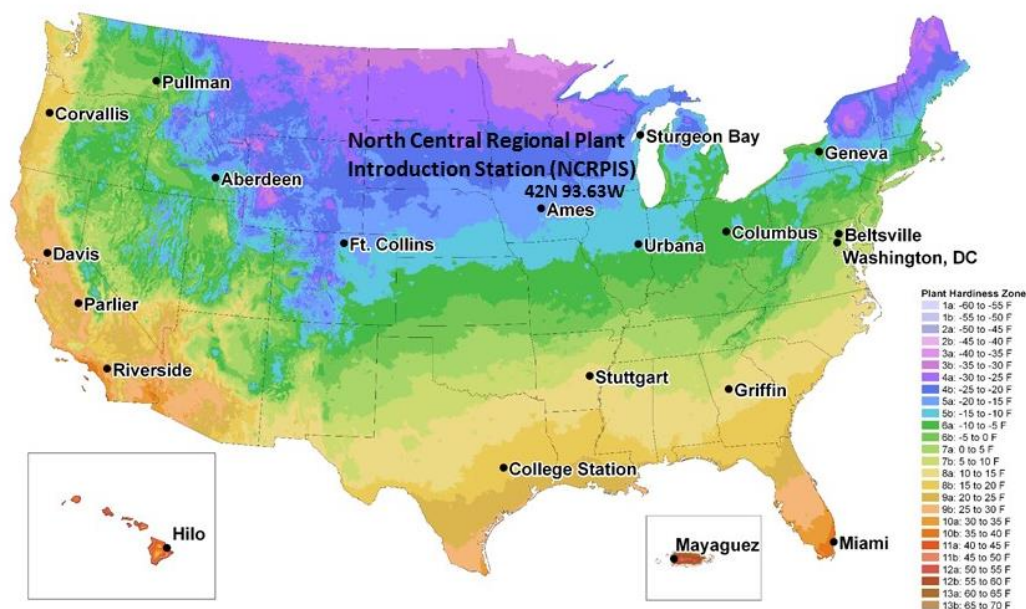 Pullman
Corvallis
North Central Regional Plant
Introduction Station (NCRPIS)
42N 93.63W
Sturgeon Bay
Geneva
Aberdeen
Ames
Ft. Collins
Urbana
Columbus
Beltsville
Washington, DC
Davis
Parlier
Riverside
Stuttgart
Griffin
College Station
Hilo
Mayaguez
Miami
Plant Hardiness Zone
1a: -60 to -55 F
1b: -55 to -50 F
2a: -50 to -45 F
2b: -45 to -40 F
3a: -40 to -35 F
3b: -35 to -30 F
4a: -30 to -25 F
4b: -25 to -20 F
5a: -20 to -15 F
5b: -15 to -10 F
6a: -10 to -5 F
6b: -5 to 0 F
7a: 0 to 5 F
7b: 5 to 10 F
8a: 10 to 15 F
8b: 15 to 20 F
9a: 20 to 25 F
9b: 25 to 30 F
10a: 30 to 35 F
10b: 35 to 40 F
11a: 40 to 45 F
11b: 45 to 50 F
12a: 50 to 55 F
12b: 55 to 60 F
13a: 60 to 65 F
13b: 65 to 70 F